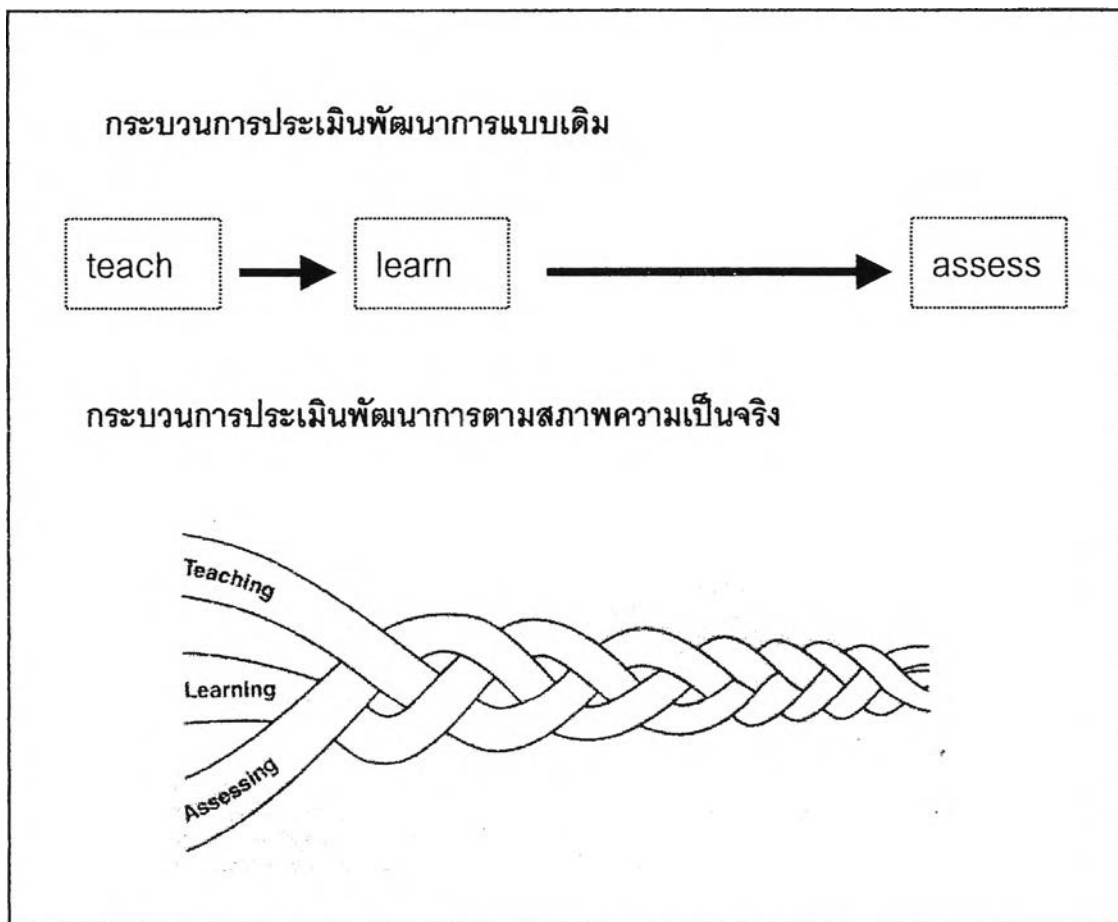 กระบวนการประเมินพัฒนาการแบบเดิม
teach learn assess
กระบวนการประเมินพัฒนาการตามสภาพความเป็นจริง
Teaching
Learning
Assessing